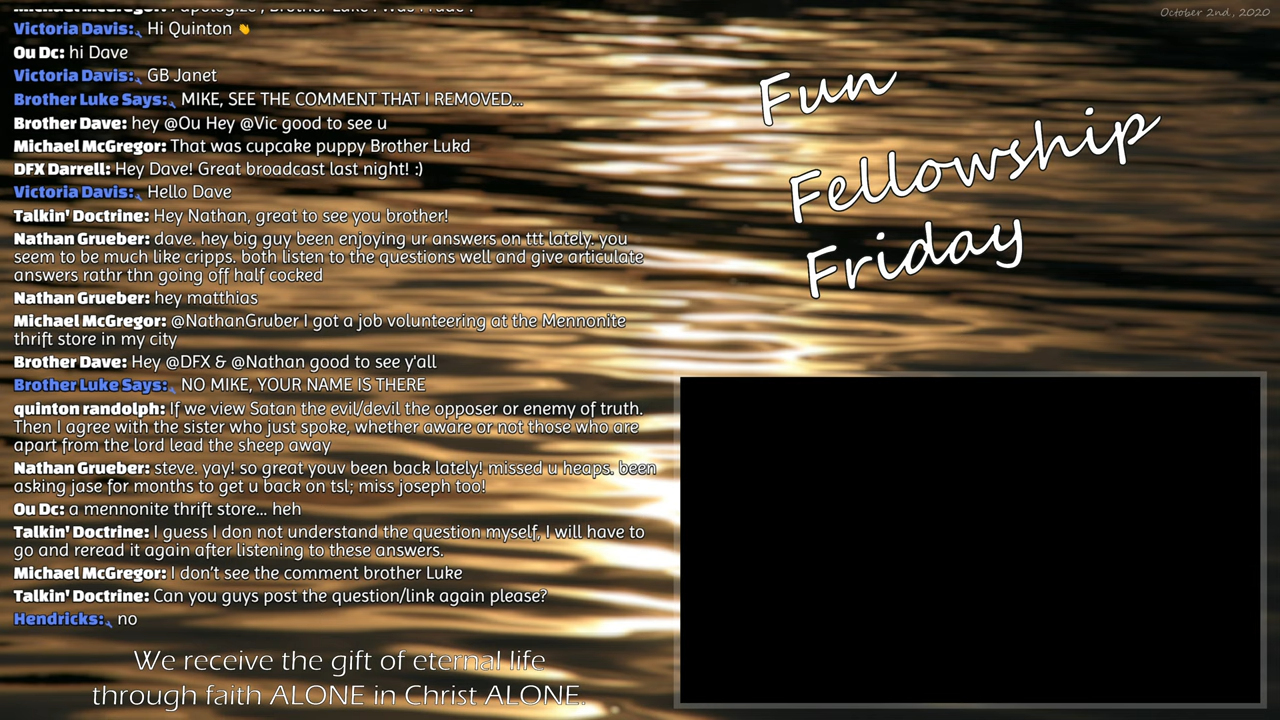 Michael McGregor: I apologize, Brother Luke I was rude!
Victoria Davis: Hi Quinton 👋
Ou Dc: hi Dave
Victoria Davis: GB Janet
Brother Luke Says: MIKE, SEE THE COMMENT THAT I REMOVED...
Brother Dave: hey @Ou Hey @Vic good to see u
Michael McGregor: That was cupcake puppy Brother Lukd
DFX Darrell: Hey Dave! Great broadcast last night! :)
Victoria Davis: Hello Dave
Talkin' Doctrine: Hey Nathan, great to see you brother!
Nathan Grueber: dave. hey big guy been enjoying ur answers on ttt lately. you
seem to be much like cripps. both listen to the questions well and give articulate
answers rathr thn going off half cocked
Nathan Grueber: hey matthias
Michael McGregor: @NathanGruber I got a job volunteering at the Mennonite
thrift store in my city
Brother Dave: Hey @DFX & @Nathan good to see y'all
Brother Luke Says: NO MIKE, YOUR NAME IS THERE
quinton randolph: If we view Satan the evil/devil the opposer or enemy of truth.
Then I agree with the sister who just spoke, whether aware or not those who are
apart from the lord lead the sheep away
Nathan Grueber: steve. yay! so great youv been back lately! missed u heaps. been
asking jase for months to get u back on tsl; miss joseph too!
Ou Dc: a mennonite thrift store... heh
Talkin' Doctrine: I guess I don not understand the question myself, I will have to
go and reread it again after listening to these answers.
Michael McGregor: I don't see the comment brother Luke
Talkin' Doctrine: Can you guys post the question/link again please?
Hendricks: no
We receive the gift of eternal life
through faith ALONE in Christ ALONE.
October 2nd, 2020
Fun
Fellowship
Friday